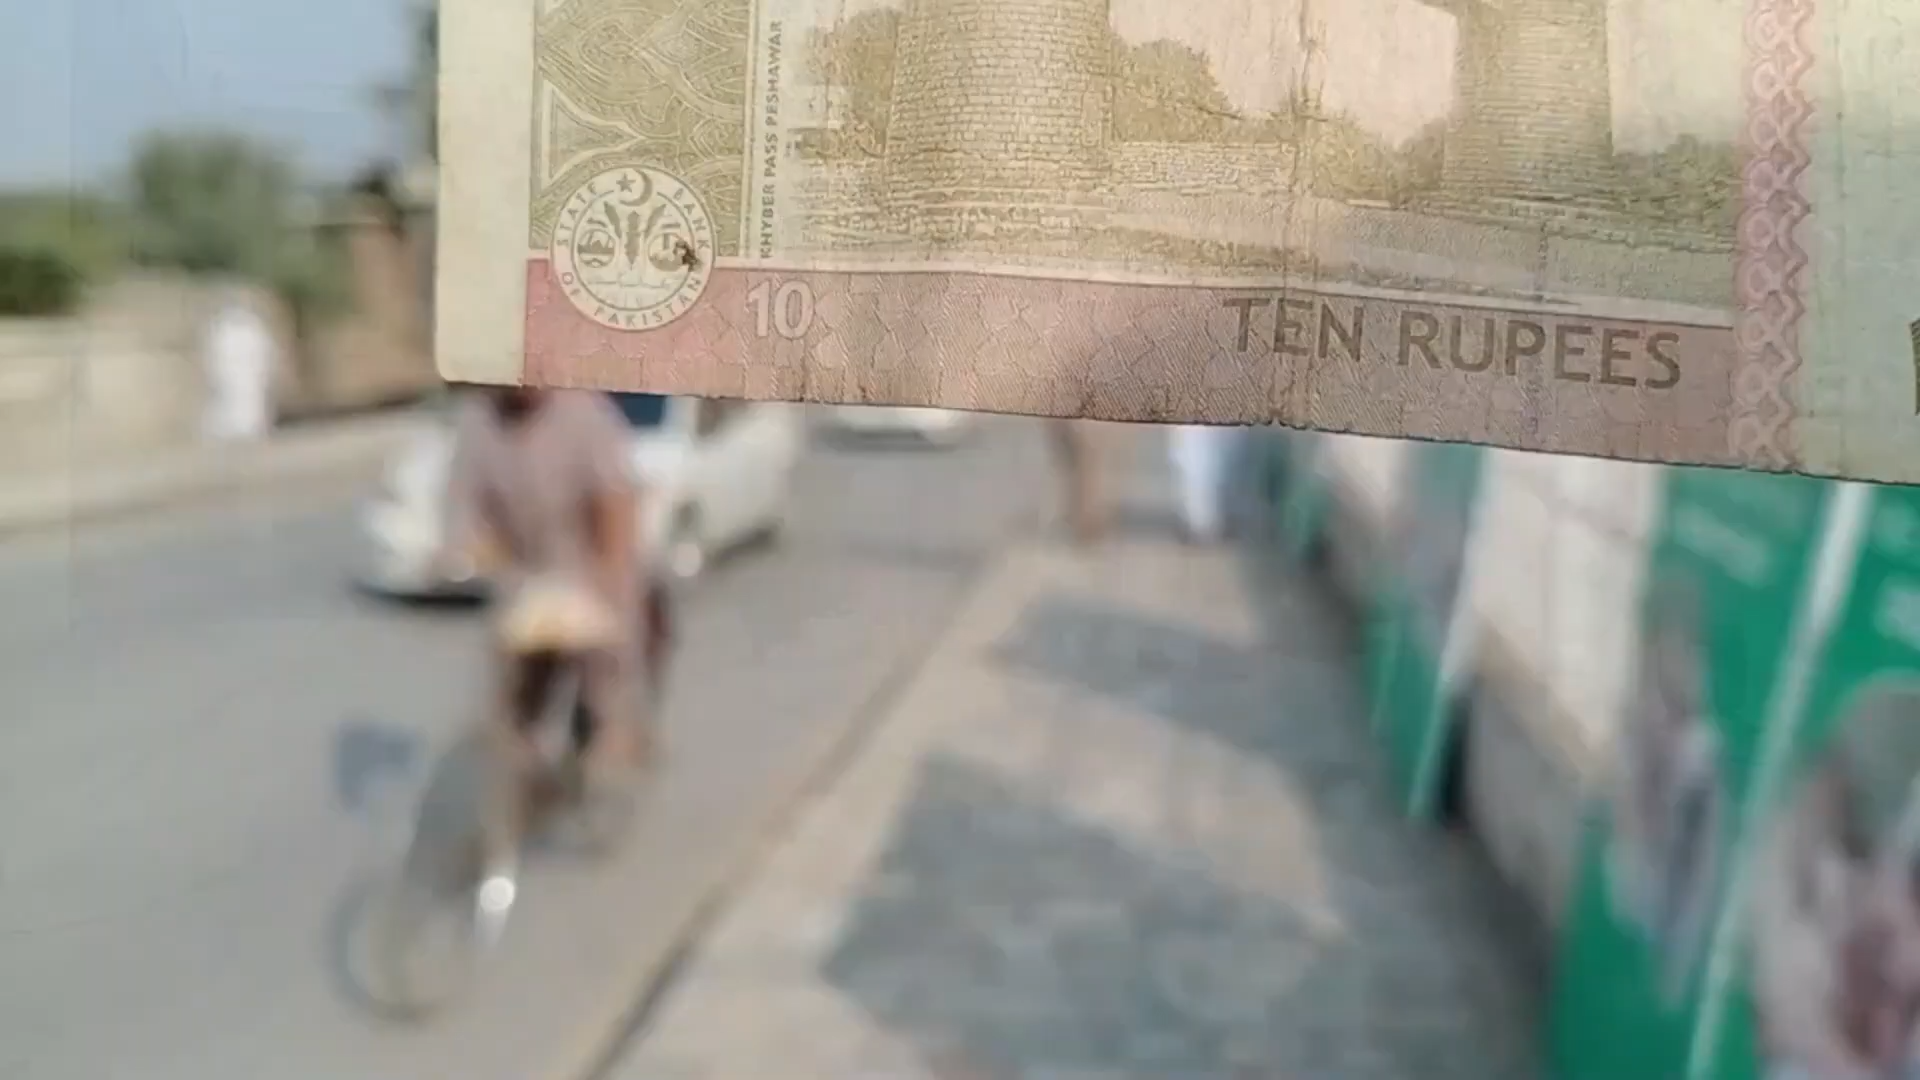 KHYBER PASS PESHAWAR
STATE BANK
OF PAKISTAN
10
TEN RUPEES